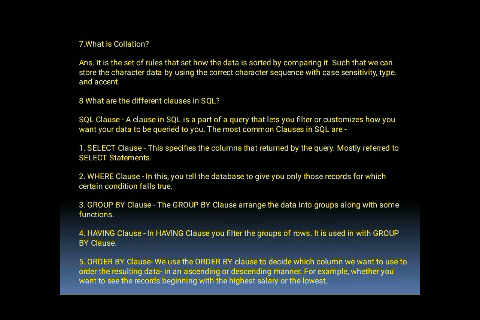 7.What is Collation?
Ans. It is the set of rules that set how the data is sorted by comparing it. Such that we can
store the character data by using the correct character sequence with case sensitivity, type,
and accent.
8 What are the different clauses in SQL?
SQL Clause - A clause in SQL is a part of a query that lets you filter or customizes how you
want your data to be queried to you. The most common Clauses in SQL are -
1. SELECT Clause - This specifies the columns that returned by the query. Mostly referred to
SELECT Statements.
2. WHERE Clause - In this, you tell the database to give you only those records for which
certain condition falls true.
3. GROUP BY Clause - The GROUP BY Clause arrange the data into groups along with some
functions.
4. HAVING Clause - In HAVING Clause you filter the groups of rows. It is used in with GROUP
BY Clause.
5. ORDER BY Clause- We use the ORDER BY clause to decide which column we want to use to
order the resulting data- in an ascending or descending manner. For example, whether you
want to see the records beginning with the highest salary or the lowest.